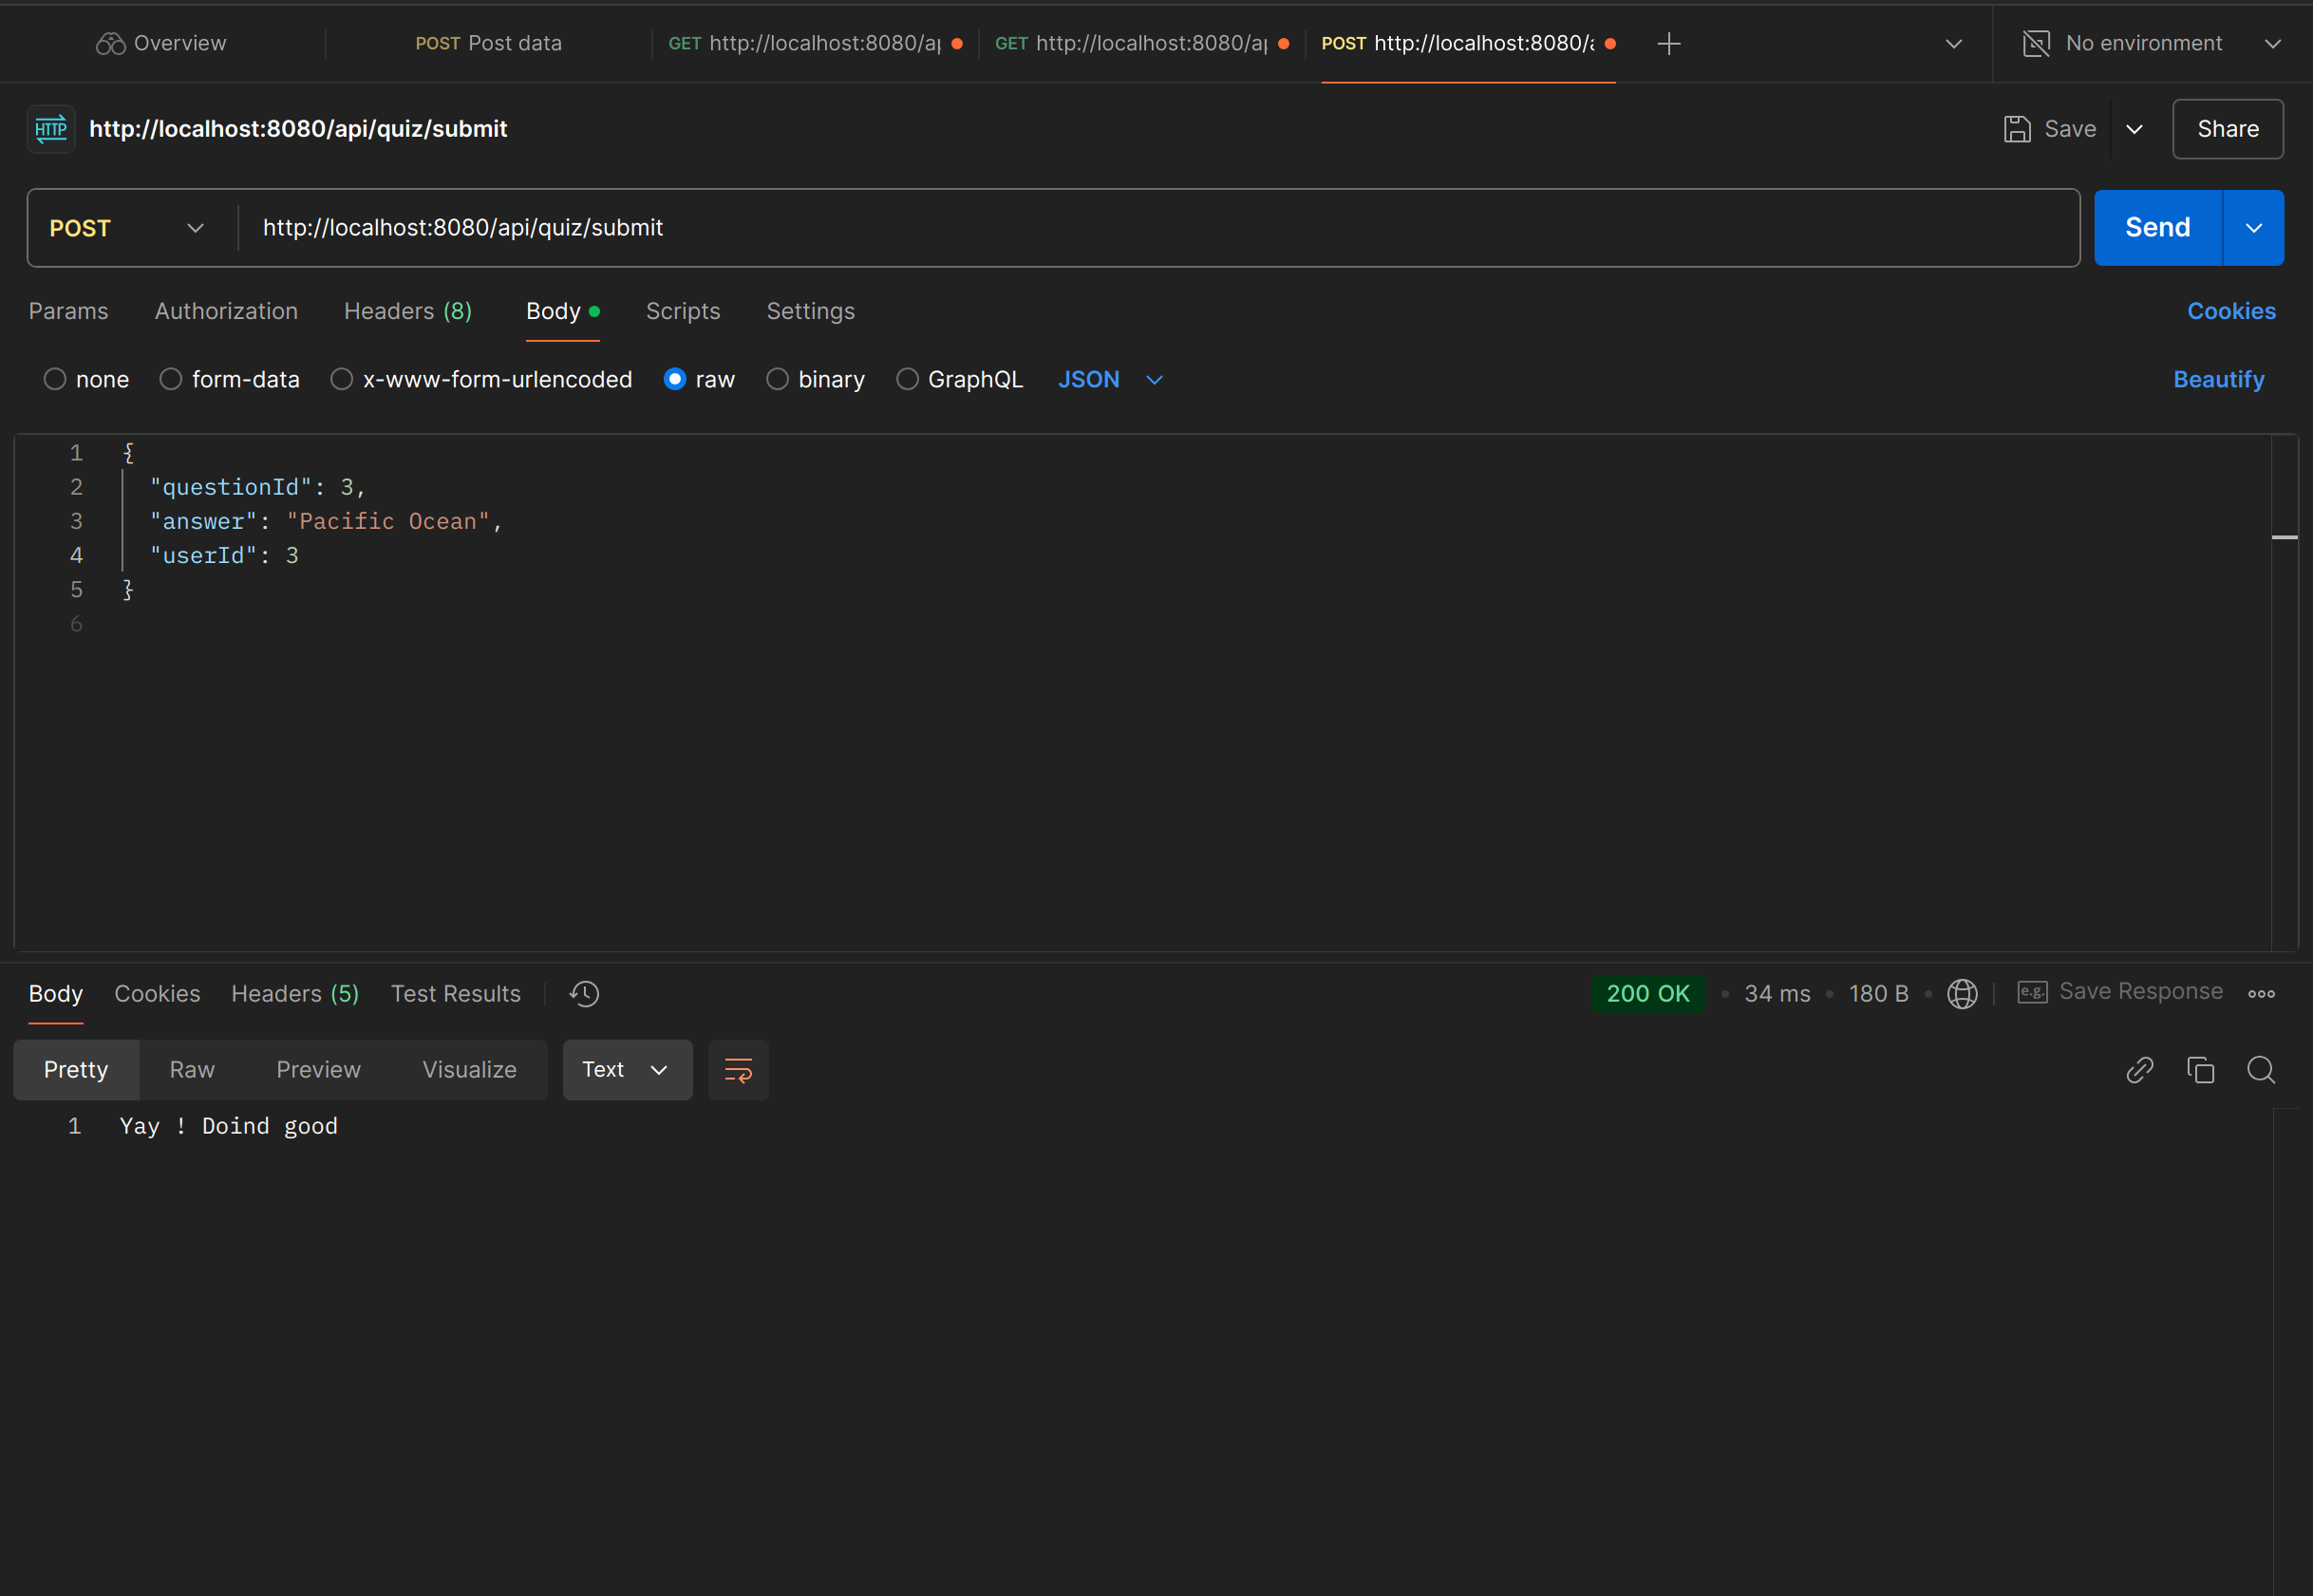 Overview
POST Post data
GET http://localhost:8080/ap
GET http://localhost:8080/ap
POST http://localhost:8080/a
No environment
HTTP http://localhost:8080/api/quiz/submit
Save
Share
POST http://localhost:8080/api/quiz/submit
Send
Params Authorization Headers (8) Body Scripts Settings
Cookies
none form-data x-www-form-urlencoded raw binary GraphQL JSON
Beautify
1 {
2 "questionId": 3,
3 "answer": "Pacific Ocean",
4 "userId": 3
5 }
6
Body Cookies Headers (5) Test Results
200 OK • 34 ms • 180 B •
e.g. Save Response
Pretty Raw Preview Visualize Text
1 Yay ! Doind good